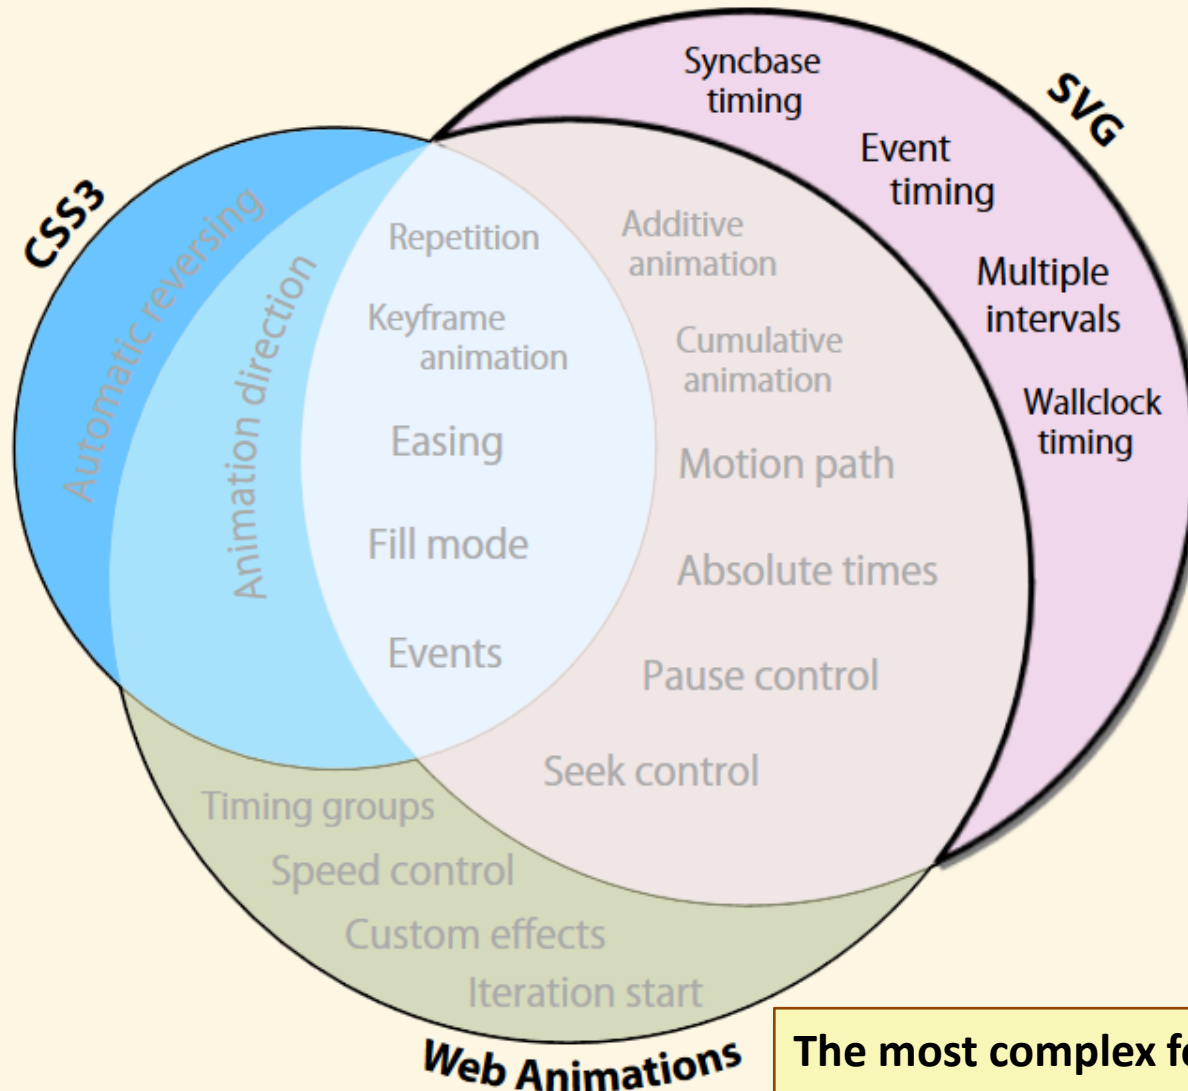 Syncbase
timing
SVG
Event
timing
CSS3
Automatic reversing
Animation direction
Repetition
Additive
animation
Multiple
intervals
Keyframe
animation
Cumulative
animation
Wallclock
timing
Easing
Motion path
Fill mode
Absolute times
Events
Pause control
Seek control
Timing groups
Speed control
Custom effects
Iteration start
Web Animations
The most complex